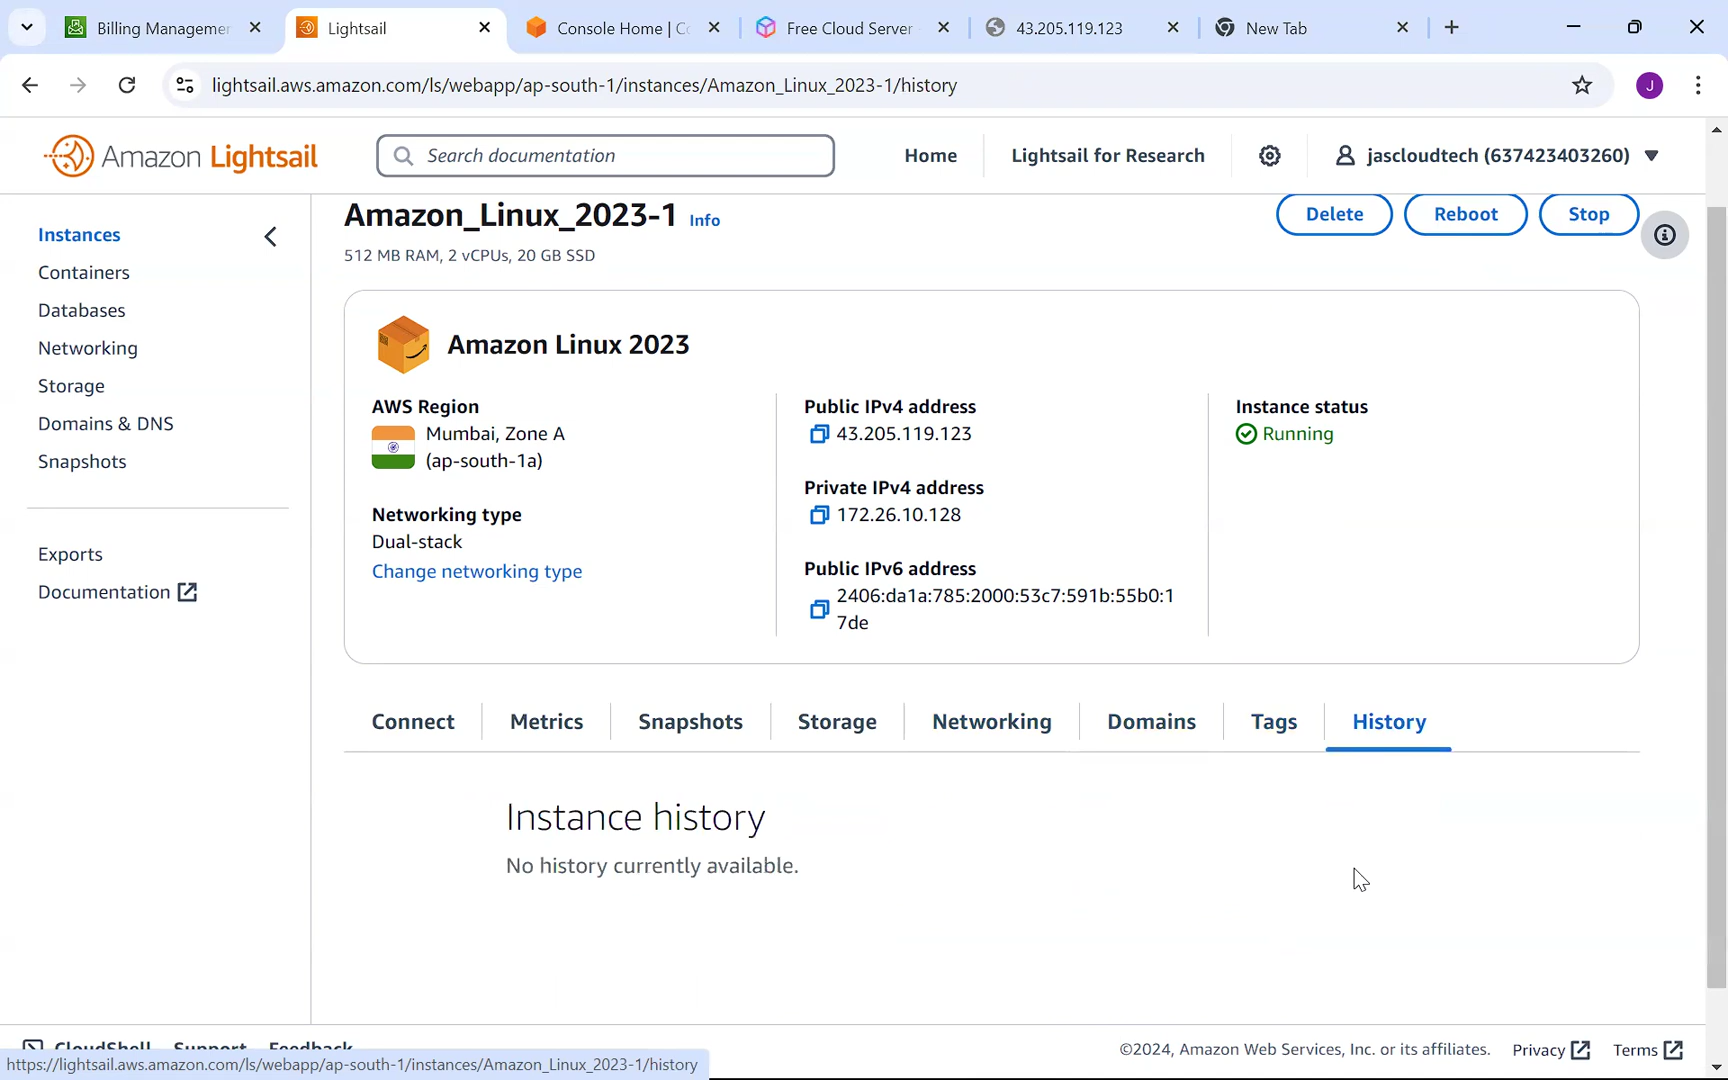 Billing Managemen
Lightsail
Console Home | Co
Free Cloud Server
43.205.119.123
New Tab
lightsail.aws.amazon.com/ls/webapp/ap-south-1/instances/Amazon_Linux_2023-1/history
J
Amazon Lightsail
Search documentation
Home
Lightsail for Research
jascloudtech (637423403260)
Instances
Containers
Databases
Networking
Storage
Domains & DNS
Snapshots
Exports
Documentation
Amazon_Linux_2023-1 Info
Delete
Reboot
Stop
512 MB RAM, 2 vCPUs, 20 GB SSD
Amazon Linux 2023
AWS Region
Mumbai, Zone A
(ap-south-1a)
Networking type
Dual-stack
Change networking type
Public IPv4 address
43.205.119.123
Private IPv4 address
172.26.10.128
Public IPv6 address
2406:da1a:785:2000:53c7:591b:55b0:1
7de
Instance status
Running
Connect
Metrics
Snapshots
Storage
Networking
Domains
Tags
History
Instance history
No history currently available.
CloudShell Support Feedback
©2024, Amazon Web Services, Inc. or its affiliates.
Privacy
Terms
https://lightsail.aws.amazon.com/ls/webapp/ap-south-1/instances/Amazon_Linux_2023-1/history